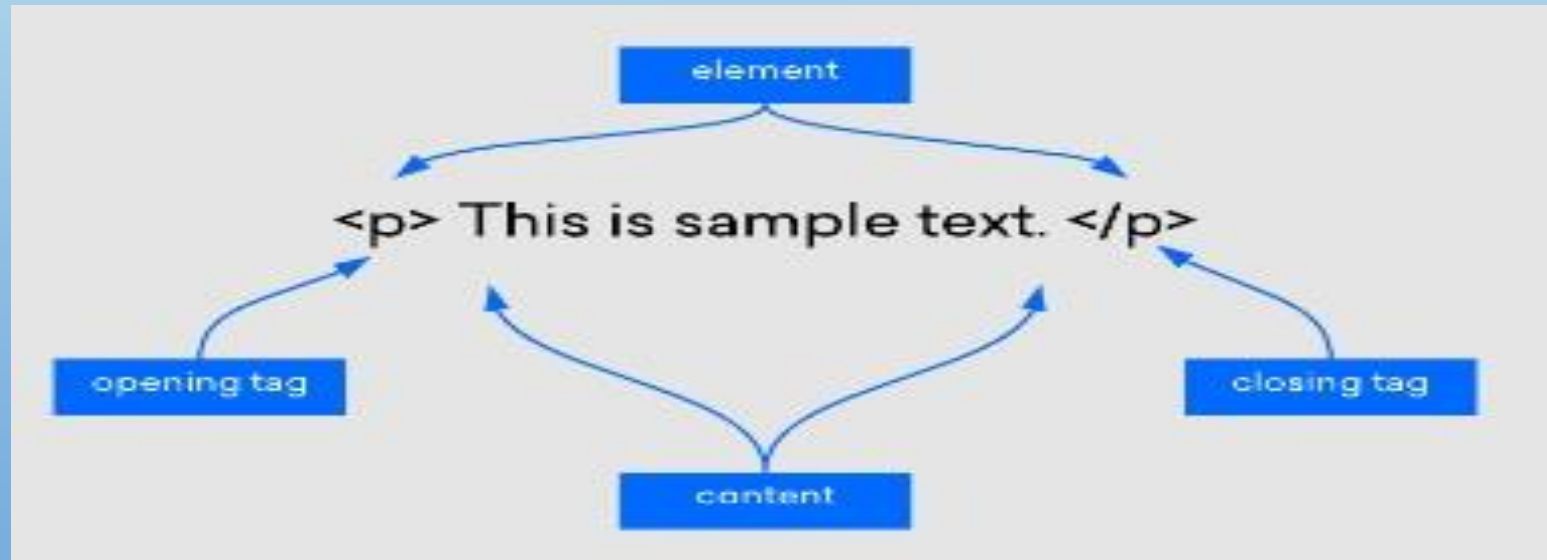 element
<p> This is sample text. </p>
opening tag
closing tag
content